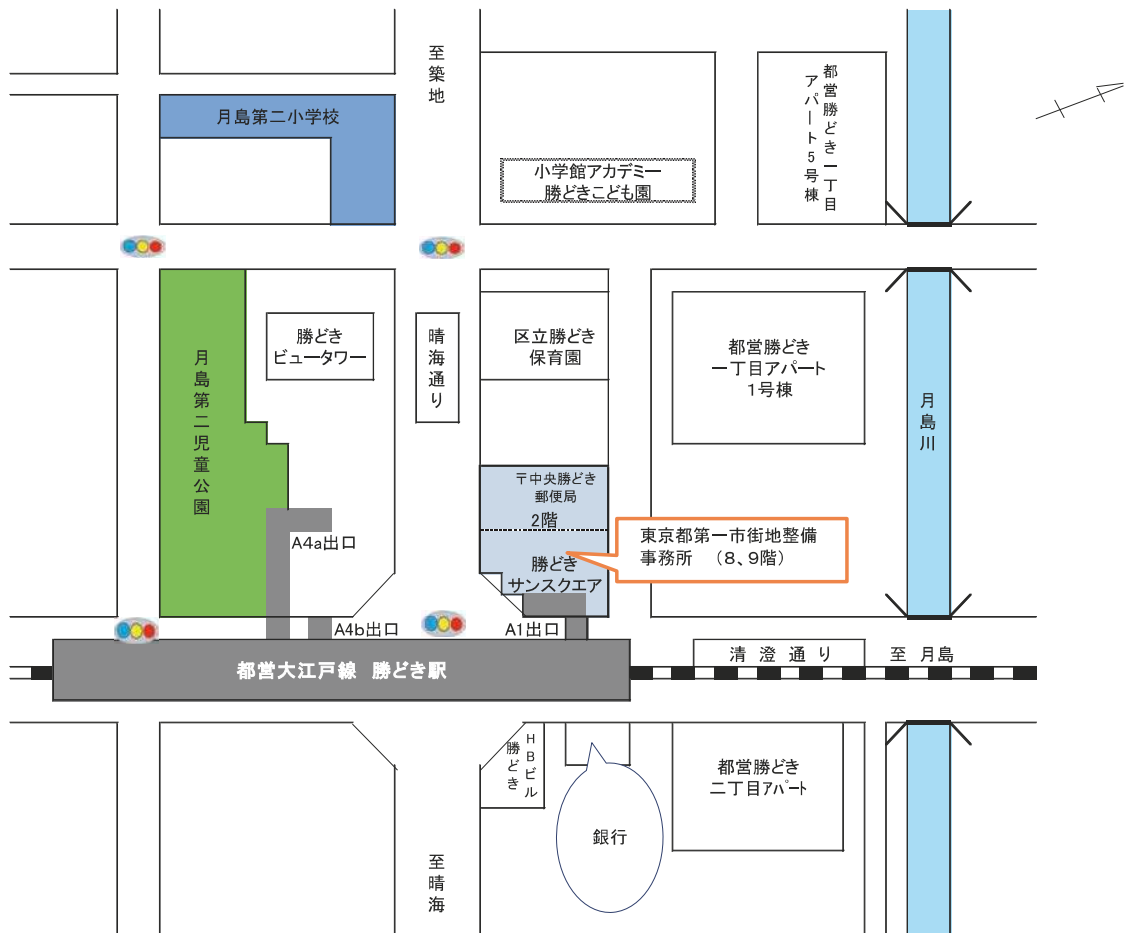 至築地
都営勝どき一丁目
アパート5号棟
月島第二小学校
小学館アカデミー
勝どきこども園
勝どき
ビュータワー
晴海通り
区立勝どき
保育園
都営勝どき
一丁目アパート
1号棟
月島第二児童公園
月島川
〒中央勝どき
郵便局
2階
東京都第一市街地整備
事務所 (8、9階)
A4a出口
勝どき
サンスクエア
A4b出口
A1出口
都営大江戸線 勝どき駅
清澄通り
至 月島
HBビル
勝どき
都営勝どき
二丁目アパート
銀行
至晴海